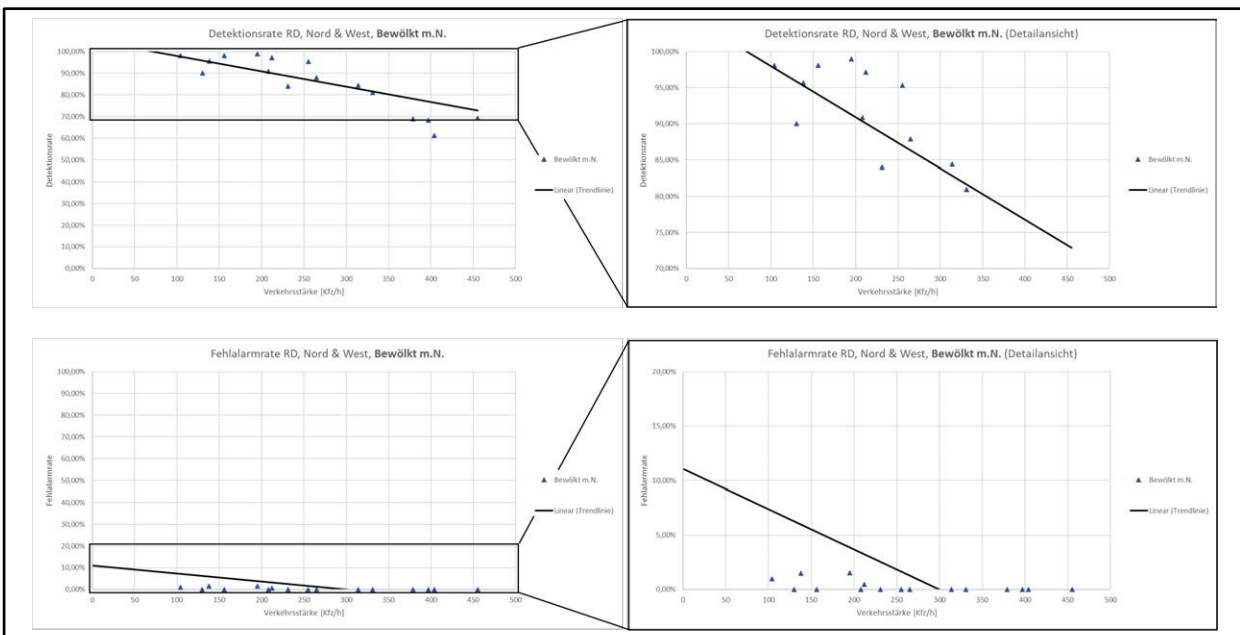 Detektionsrate RD, Nord & West, Bewölkt m.N.
100,00%
90,00%
80,00%
70,00%
60,00%
50,00%
40,00%
30,00%
20,00%
10,00%
0,00%
Detektionsrate
0 50 100 150 200 250 300 350 400 450 500
Verkehrsstärke [Kfz/h]
Bewölkt m.N.
Linear (Trendlinie)
Detektionsrate RD, Nord & West, Bewölkt m.N. (Detailansicht)
100,00%
95,00%
90,00%
85,00%
80,00%
75,00%
70,00%
Detektionsrate
0 50 100 150 200 250 300 350 400 450 500
Verkehrsstärke [Kfz/h]
Bewölkt m.N.
Linear (Trendlinie)
Fehlalarmrate RD, Nord & West, Bewölkt m.N.
100,00%
90,00%
80,00%
70,00%
60,00%
50,00%
40,00%
30,00%
20,00%
10,00%
0,00%
Fehlalarmrate
0 50 100 150 200 250 300 350 400 450 500
Verkehrsstärke [Kfz/h]
Bewölkt m.N.
Linear (Trendlinie)
Fehlalarmrate RD, Nord & West, Bewölkt m.N. (Detailansicht)
20,00%
15,00%
10,00%
5,00%
0,00%
Fehlalarmrate
0 50 100 150 200 250 300 350 400 450 500
Verkehrsstärke [Kfz/h]
Bewölkt m.N.
Linear (Trendlinie)